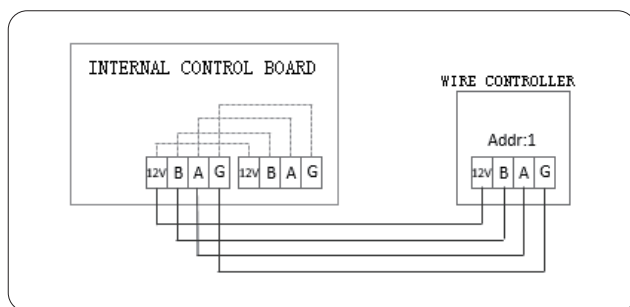 INTERNAL CONTROL BOARD
WIRE CONTROLLER
Addr:1
12V B A G 12V B A G
12V B A G